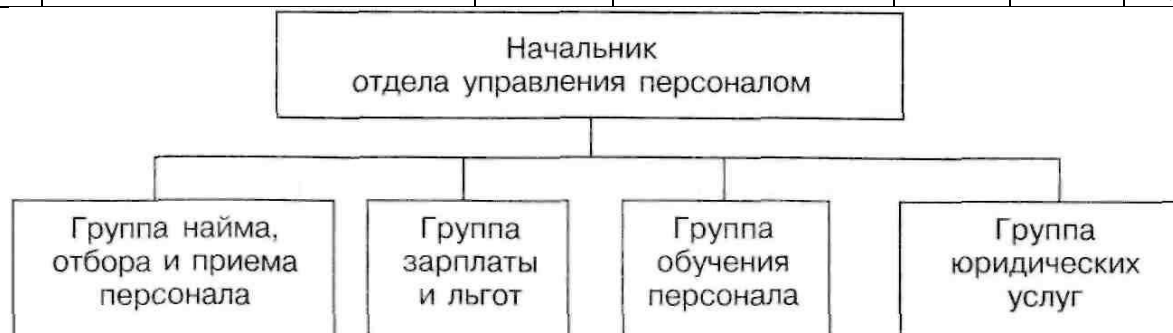 Начальник
отдела управления персоналом
Группа найма,
отбора и приема
персонала
Группа
зарплаты
и льгот
Группа
обучения
персонала
Группа
юридических
услуг